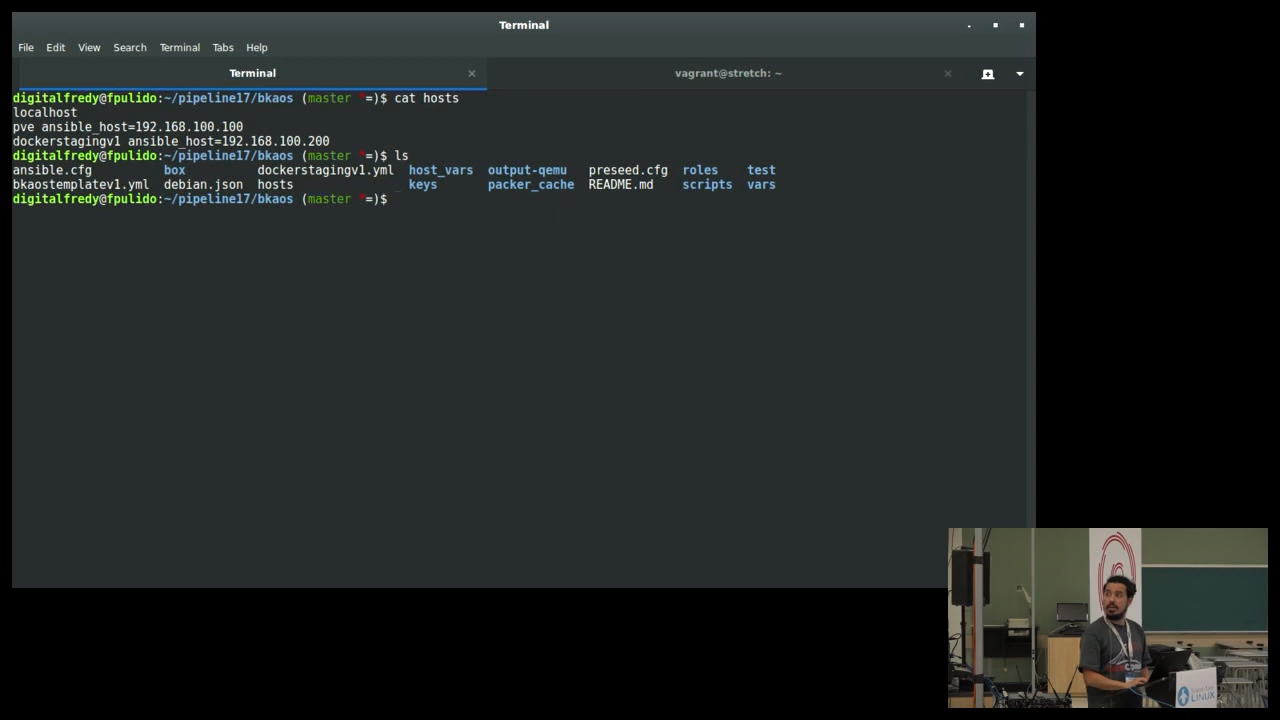 Terminal
File Edit View Search Terminal Tabs Help
Terminal vagrant@stretch: ~
digitalfredy@fpulido:~/pipeline17/bkaos (master *=)$ cat hosts
localhost
pve ansible_host=192.168.100.100
dockerstagingv1 ansible_host=192.168.100.200
digitalfredy@fpulido:~/pipeline17/bkaos (master *=)$ ls
ansible.cfg box dockerstagingv1.yml host_vars output-qemu preseed.cfg roles test
bkaostemplatev1.yml debian.json hosts keys packer_cache README.md scripts vars
digitalfredy@fpulido:~/pipeline17/bkaos (master *=)$
LINUX